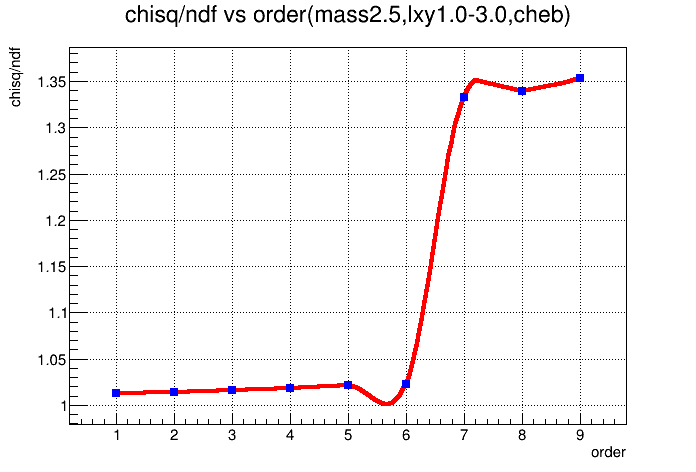 chisq/ndf vs order(mass2.5,lxy1.0-3.0,cheb)
chisq/ndf
1.35
1.3
1.25
1.2
1.15
1.1
1.05
1
1 2 3 4 5 6 7 8 9
order